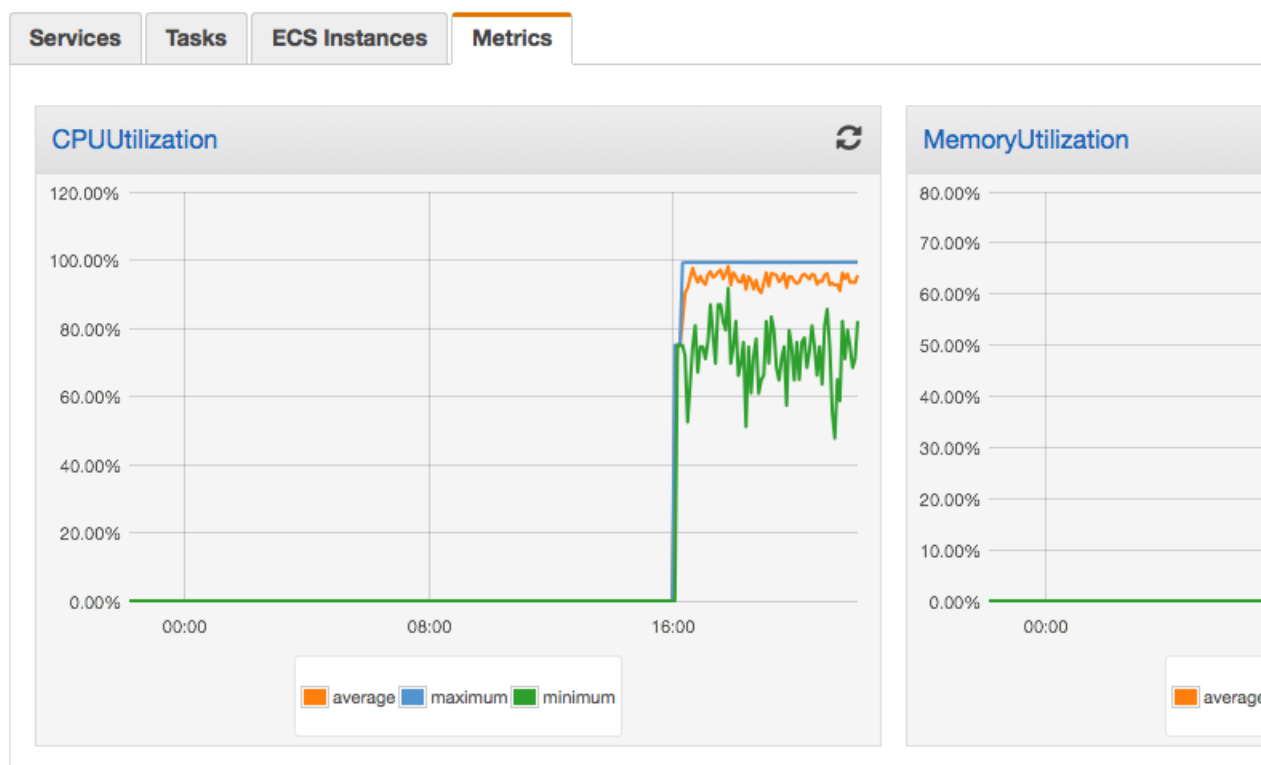 Services Tasks ECS Instances Metrics
CPUUtilization
120.00%
100.00%
80.00%
60.00%
40.00%
20.00%
0.00%
00:00 08:00 16:00
average maximum minimum
MemoryUtilization
80.00%
70.00%
60.00%
50.00%
40.00%
30.00%
20.00%
10.00%
0.00%
00:00
average